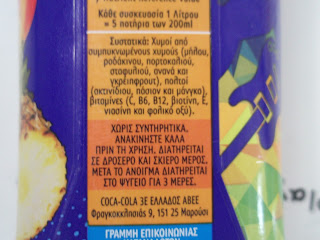 Κάθε συσκευασία 1 Λίτρου
= 5 ποτήρια των 200ml
Συστατικά: Χυμοί από
συμπυκνωμένους χυμούς (μήλου,
ροδάκινου, πορτοκαλιού,
σταφυλιού, ανανά και
γκρέιπφρουτ), πολτοί
(ακτινιδίου, πάσιον και μάνγκο),
βιταμίνες (C, B6, B12, βιοτίνη, Ε,
νιασίνη και φολικό οξύ).
ΧΩΡΙΣ ΣΥΝΤΗΡΗΤΙΚΑ.
ΑΝΑΚΙΝΗΣΤΕ ΚΑΛΑ
ΠΡΙΝ ΤΗ ΧΡΗΣΗ. ΔΙΑΤΗΡΕΙΤΑΙ
ΣΕ ΔΡΟΣΕΡΟ ΚΑΙ ΣΚΙΕΡΟ ΜΕΡΟΣ.
ΜΕΤΑ ΤΟ ΑΝΟΙΓΜΑ ΔΙΑΤΗΡΕΙΤΑΙ
ΣΤΟ ΨΥΓΕΙΟ ΓΙΑ 3 ΜΕΡΕΣ.
COCA-COLA 3Ε ΕΛΛΑΔΟΣ ΑΒΕΕ
Φραγκοκκλησιάς 9, 151 25 Μαρούσι
ΓΡΑΜΜΗ ΕΠΙΚΟΙΝΩΝΙΑΣ